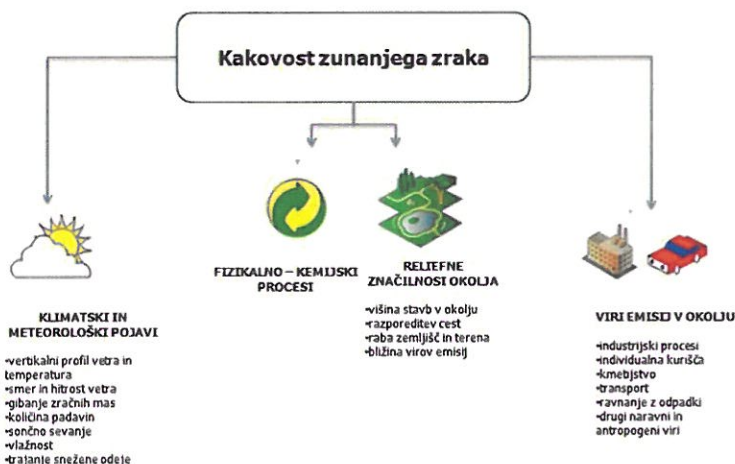 Kakovost zunanjega zraka
KLIMATSKI IN
METEOROLOŠKI POJAVI
•vertikalni profil vetra in
temperatura
•smer in hitrost vetra
•gibanje zračnih mas
•količina padavin
•sončno sevanje
•vlažnost
•trajanje snežene odeje
FIZIKALNO – KEMIJSKI
PROCESI
RELIEFNE
ZNAČILNOSTI OKOLJA
•višina stavb v okolju
•razporeditev cest
•raba zemljišč in terena
•bližina virov emisij
VIRI EMISIJ V OKOLJU
•industrijski procesi
•individualna kurišča
•kmetijstvo
•transport
•ravnanje z odpadki
•drugi naravni in
antropogeni viri